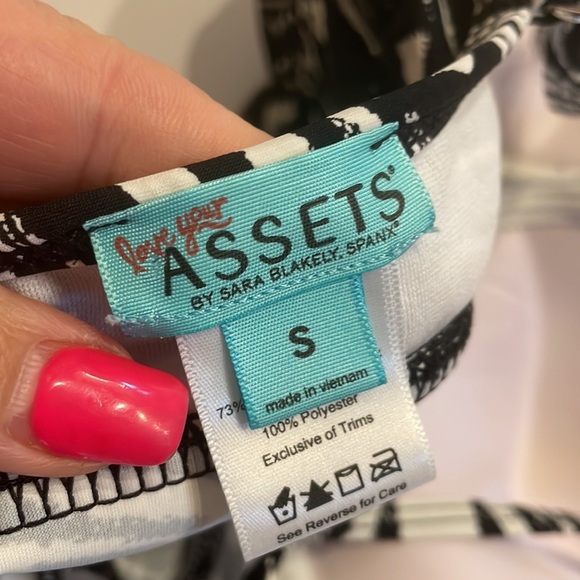 love your
ASSETS®
BY SARA BLAKELY, SPANX®
S
made in vietnam
73%
100% Polyester
Exclusive of Trims
See Reverse for Care